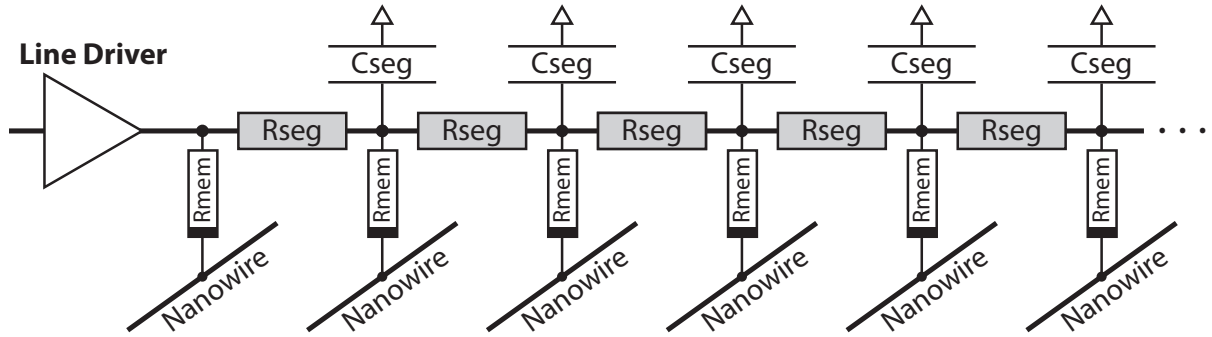 Line Driver
Cseg
Cseg
Cseg
Cseg
Cseg
Rseg
Rseg
Rseg
Rseg
Rseg
. . .
Rmem
Rmem
Rmem
Rmem
Rmem
Rmem
Nanowire
Nanowire
Nanowire
Nanowire
Nanowire
Nanowire